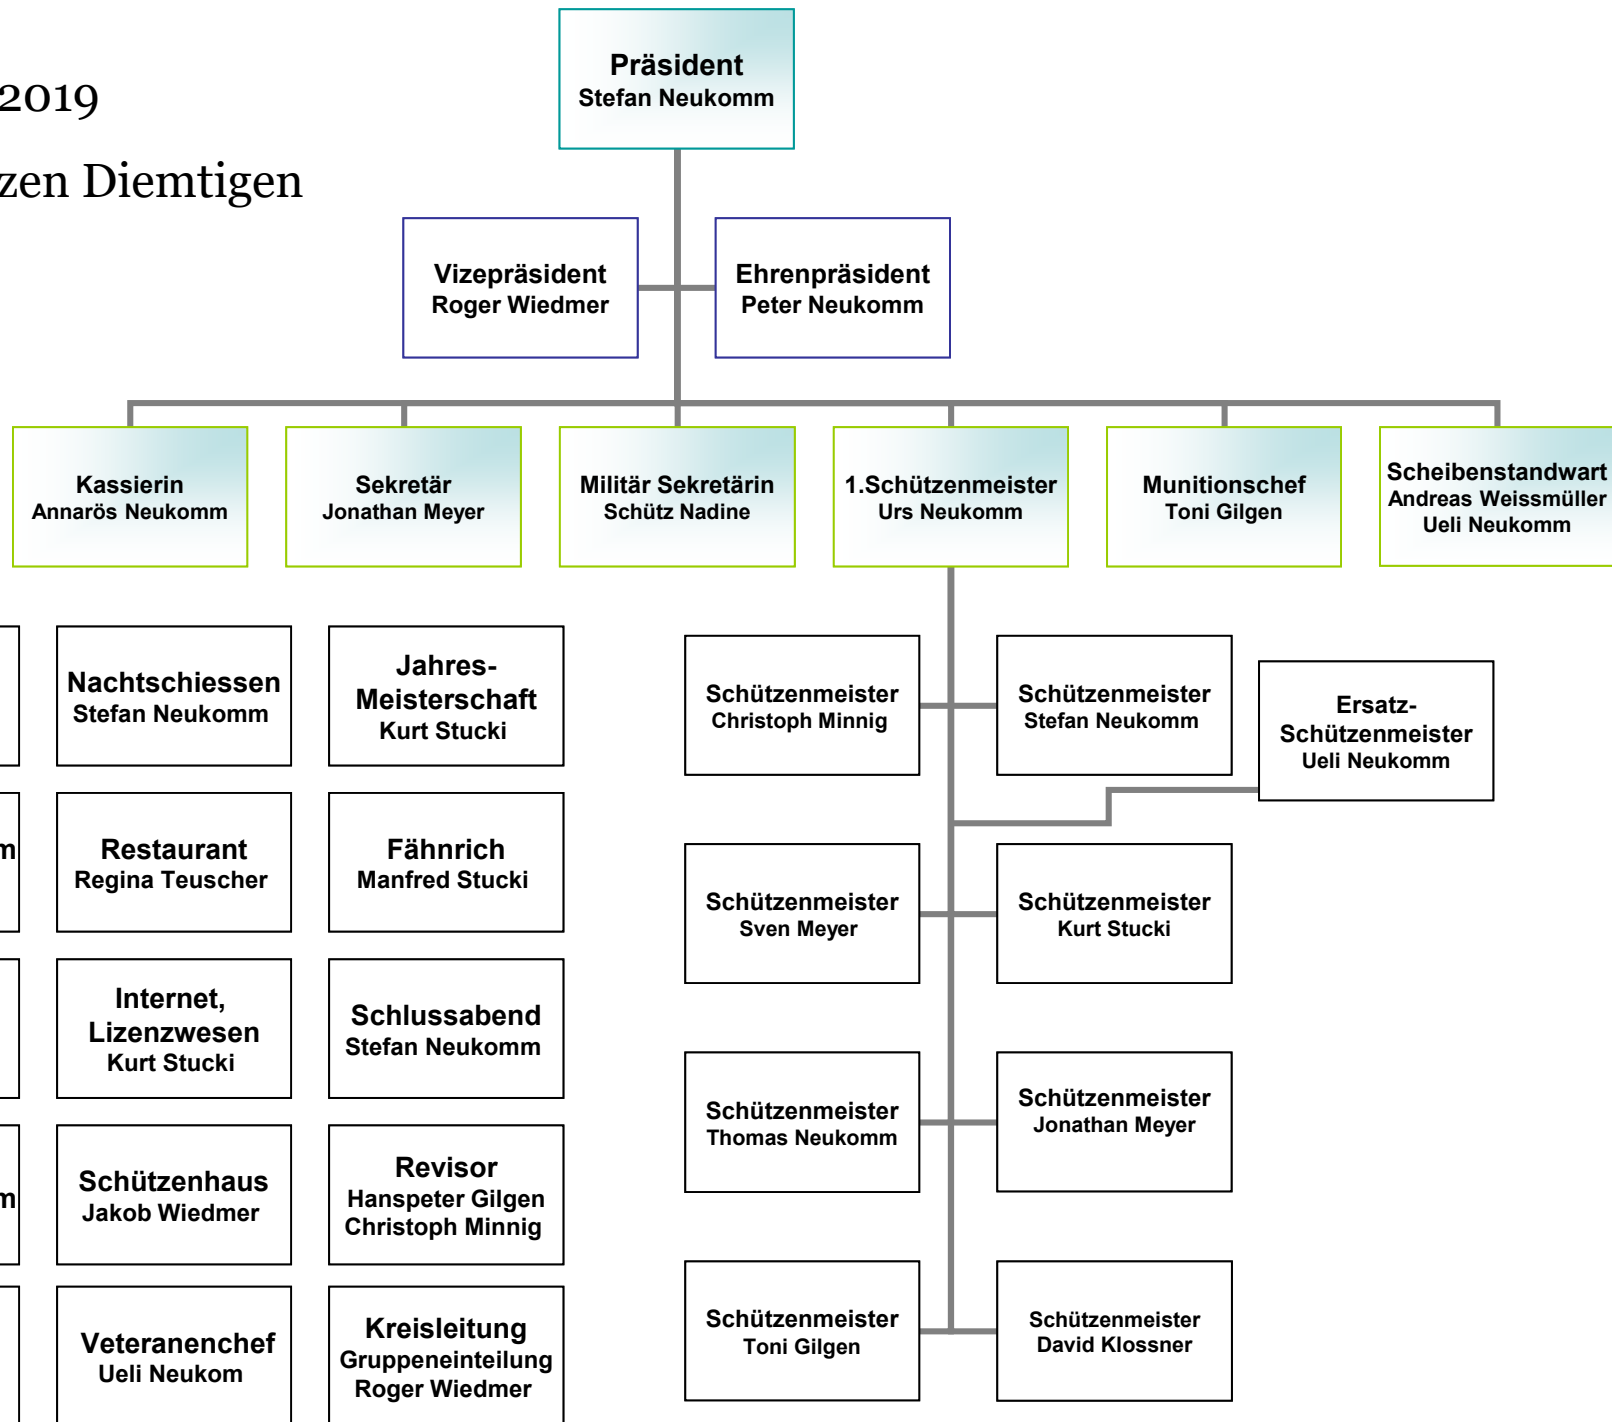 Präsident
Stefan Neukomm
2019
Diemtigen
Vizepräsident
Roger Wiedmer
Ehrenpräsident
Peter Neukomm
Kassierin
Annarös Neukomm
Sekretär
Jonathan Meyer
Militär Sekretärin
Schütz Nadine
1.Schützenmeister
Urs Neukomm
Munitionschef
Toni Gilgen
Scheibenstandwart
Andreas Weissmüller
Ueli Neukomm
Nachtschiessen
Stefan Neukomm
Jahres-
Meisterschaft
Kurt Stucki
Schützenmeister
Christoph Minnig
Schützenmeister
Stefan Neukomm
Ersatz-
Schützenmeister
Ueli Neukomm
Restaurant
Regina Teuscher
Fähnrich
Manfred Stucki
Schützenmeister
Sven Meyer
Schützenmeister
Kurt Stucki
Internet,
Lizenzwesen
Kurt Stucki
Schlussabend
Stefan Neukomm
Schützenmeister
Thomas Neukomm
Schützenmeister
Jonathan Meyer
Schützenhaus
Jakob Wiedmer
Revisor
Hanspeter Gilgen
Christoph Minnig
Schützenmeister
Toni Gilgen
Schützenmeister
David Klossner
Veteranenchef
Ueli Neukom
Kreisleitung
Gruppeneinteilung
Roger Wiedmer